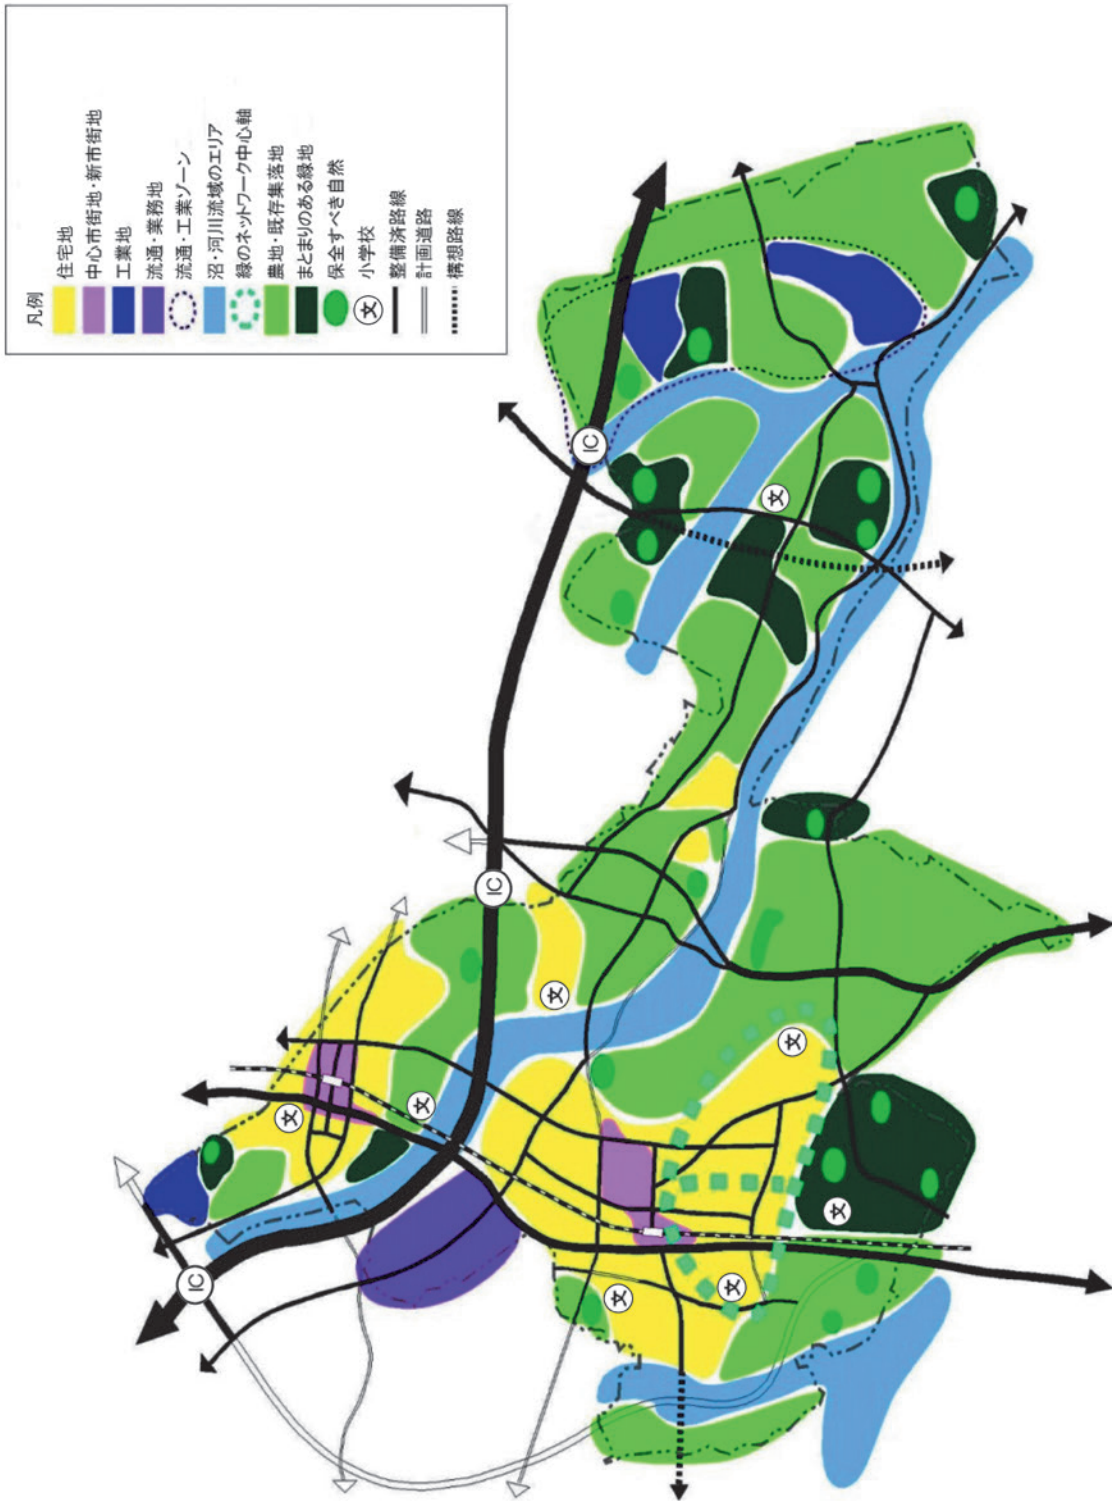 凡例
住宅地
中心市街地・新市街地
工業地
流通・業務地
流通・工業ゾーン
沼・河川流域のエリア
緑のネットワーク中心軸
農地・既存集落地
まとまりのある緑地
保全すべき自然
文 小学校
整備済路線
計画道路
構想路線
IC
IC
IC
文
文
文
文
文
文
文
文